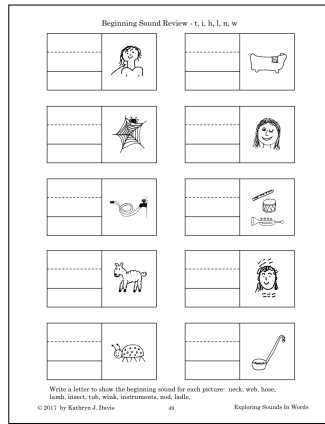 Beginning Sound Review - t, i, h, l, n, w
Write a letter to show the beginning sound for each picture:  neck, web, hose,
lamb, insect, tub, wink, instruments, nod, ladle.
© 2017  by Kathryn J. Davis
49
Exploring Sounds In Words